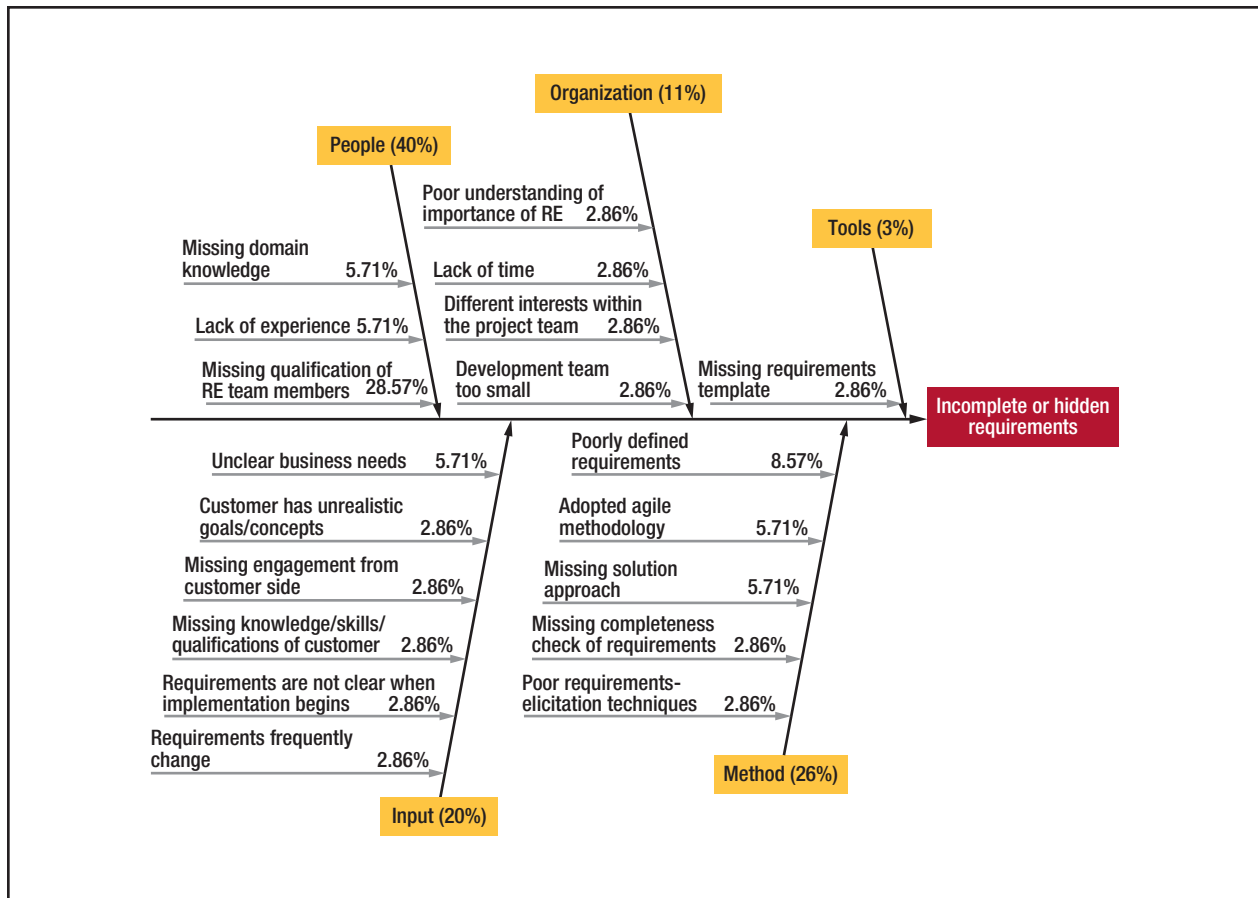 Organization (11%)
People (40%)
Poor understanding of
importance of RE 2.86%
Tools (3%)
Missing domain
knowledge 5.71%
Lack of time 2.86%
Different interests within
the project team 2.86%
Lack of experience 5.71%
Missing qualification of
RE team members 28.57%
Development team
too small 2.86%
Missing requirements
template 2.86%
Incomplete or hidden
requirements
Unclear business needs 5.71%
Customer has unrealistic
goals/concepts 2.86%
Missing engagement from
customer side 2.86%
Missing knowledge/skills/
qualifications of customer 2.86%
Requirements are not clear when
implementation begins 2.86%
Requirements frequently
change 2.86%
Input (20%)
Poorly defined
requirements 8.57%
Adopted agile
methodology 5.71%
Missing solution
approach 5.71%
Missing completeness
check of requirements 2.86%
Poor requirements-
elicitation techniques 2.86%
Method (26%)